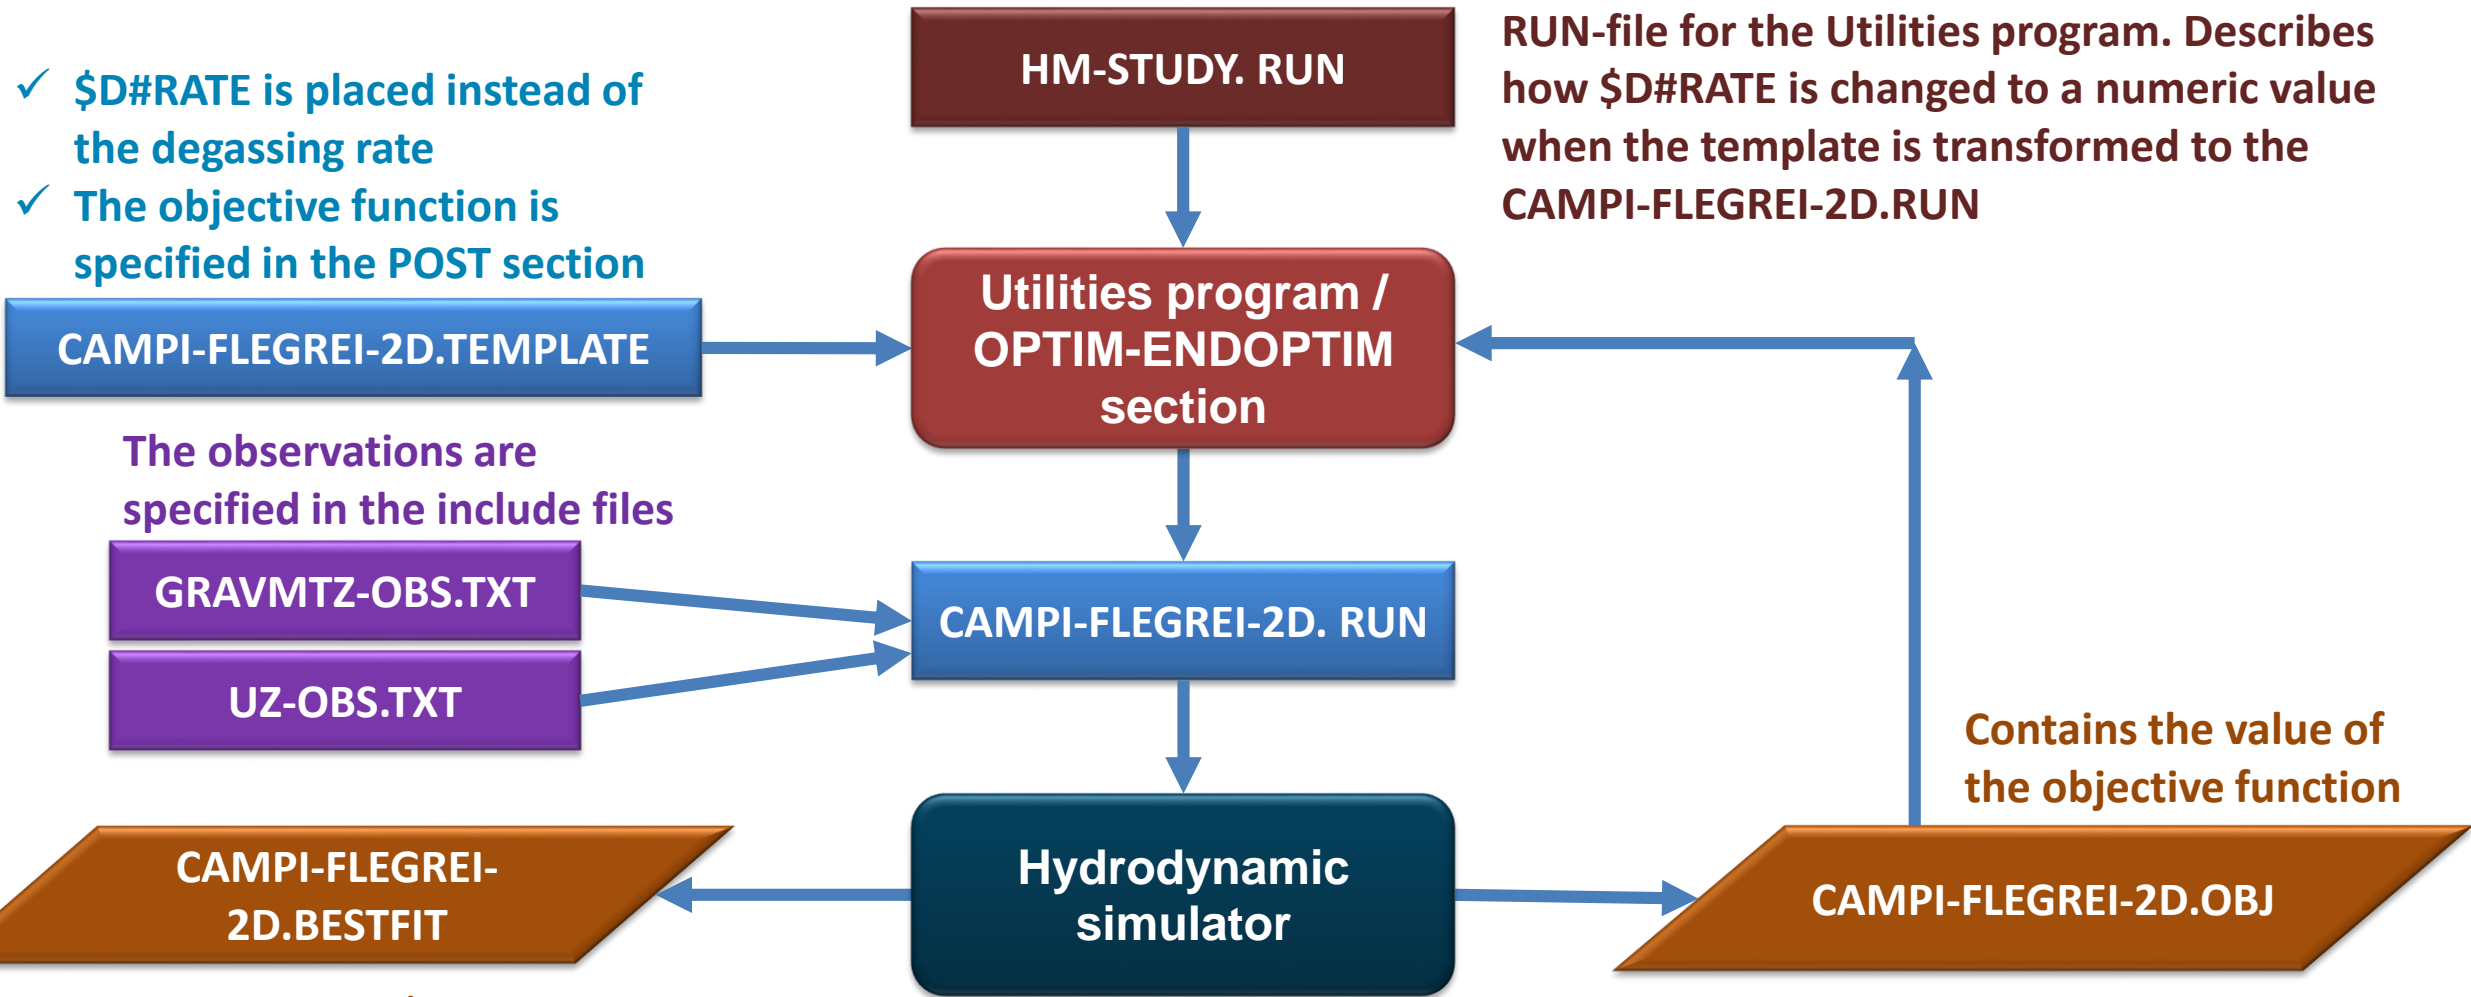 HM-STUDY. RUN
RUN-file for the Utilities program. Describes
how $D#RATE is changed to a numeric value
when the template is transformed to the
CAMPI-FLEGREI-2D.RUN
✓ $D#RATE is placed instead of
the degassing rate
✓ The objective function is
specified in the POST section
CAMPI-FLEGREI-2D.TEMPLATE
Utilities program /
OPTIM-ENDOPTIM
section
The observations are
specified in the include files
GRAVMTZ-OBS.TXT
UZ-OBS.TXT
CAMPI-FLEGREI-2D. RUN
Contains the value of
the objective function
CAMPI-FLEGREI-
2D.BESTFIT
Hydrodynamic
simulator
CAMPI-FLEGREI-2D.OBJ